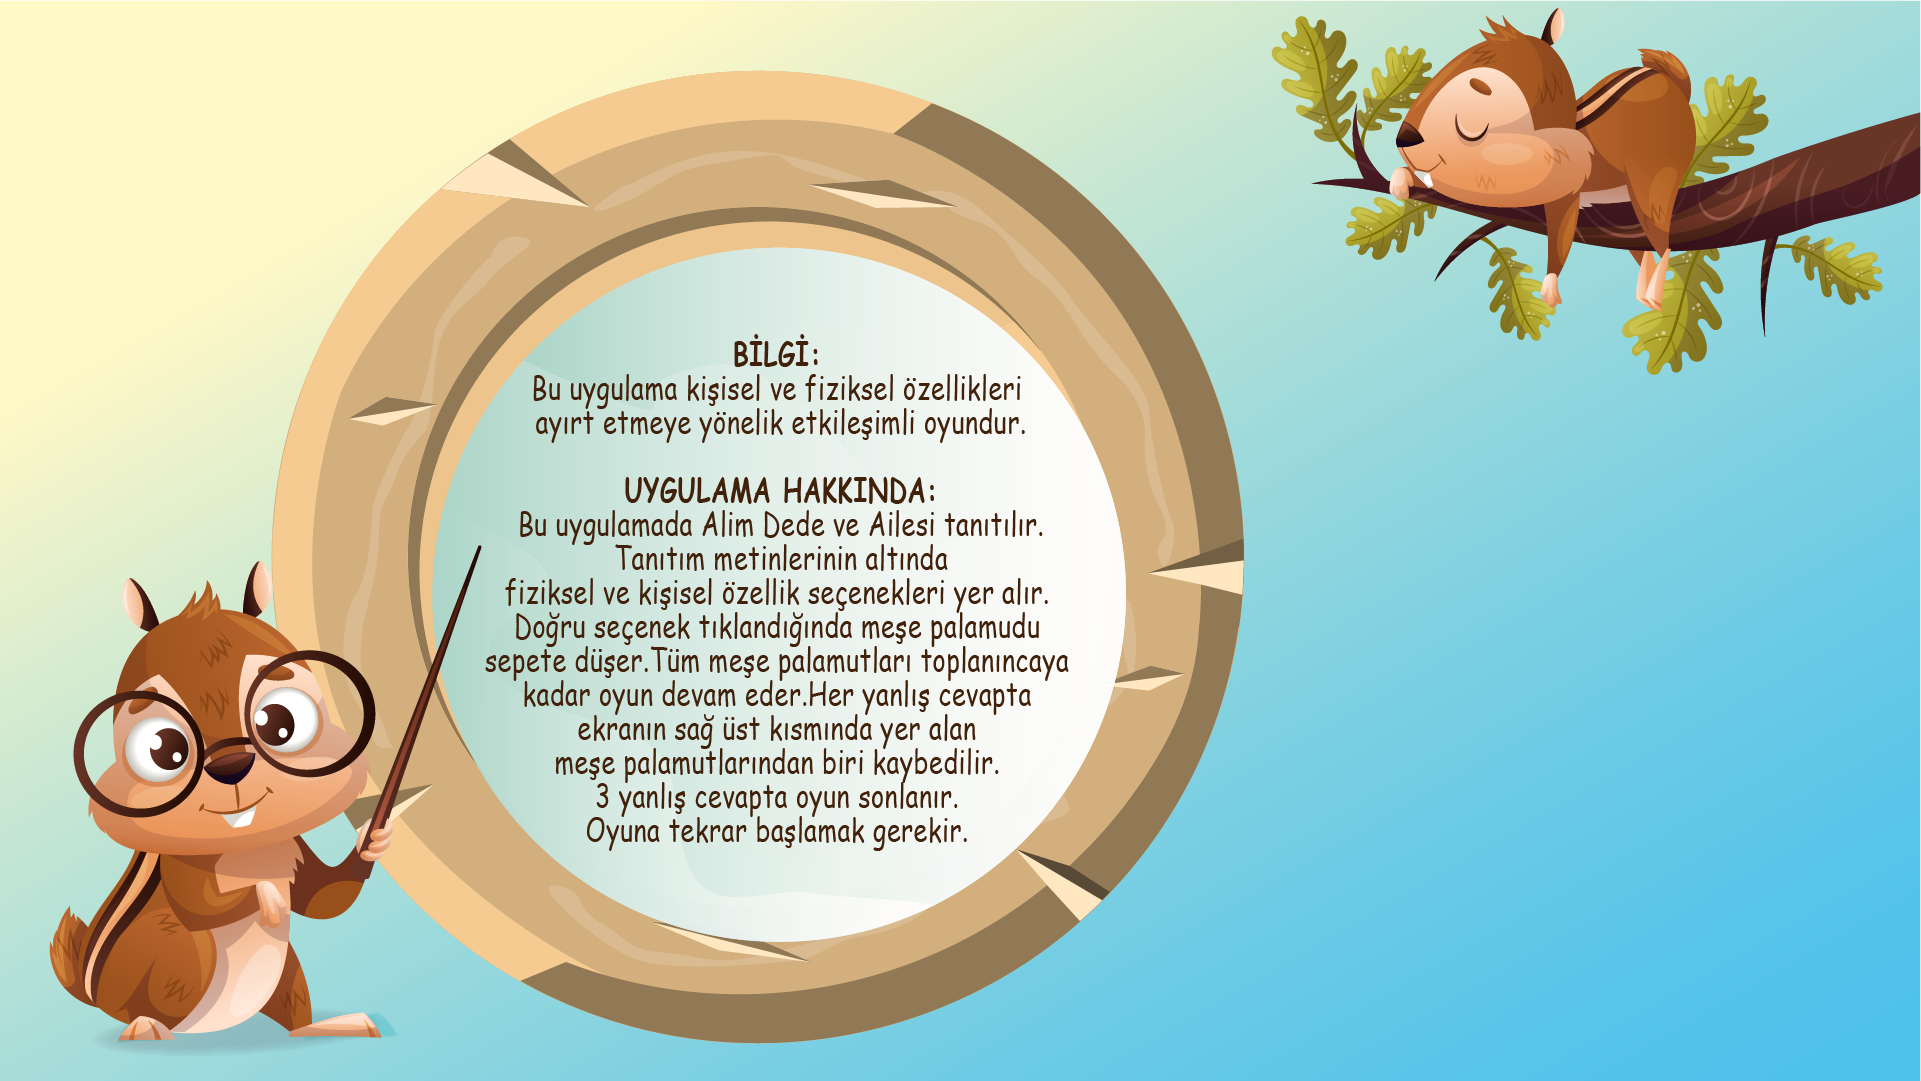 BİLGİ:
Bu uygulama kişisel ve fiziksel özellikleri
ayırt etmeye yönelik etkileşimli oyundur.
UYGULAMA HAKKINDA:
Bu uygulamada Alim Dede ve Ailesi tanıtılır.
Tanıtım metinlerinin altında
fiziksel ve kişisel özellik seçenekleri yer alır.
Doğru seçenek tıklandığında meşe palamudu
sepete düşer.Tüm meşe palamutları toplanıncaya
kadar oyun devam eder.Her yanlış cevapta
ekranın sağ üst kısmında yer alan
meşe palamutlarından biri kaybedilir.
3 yanlış cevapta oyun sonlanır.
Oyuna tekrar başlamak gerekir.